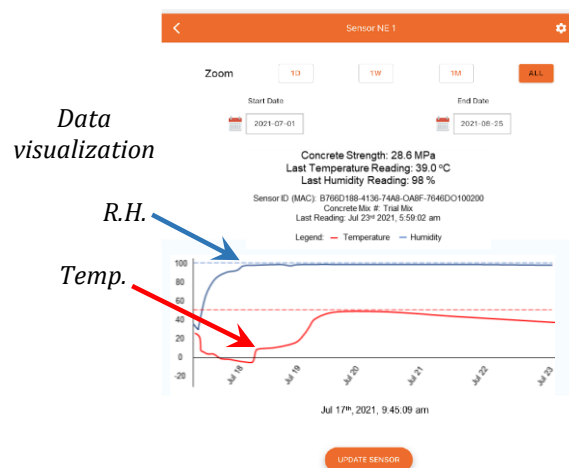 Sensor NE 1
Zoom 1D 1W 1M ALL
Start Date End Date
2021-07-01 2021-08-25
Data
visualization
Concrete Strength: 28.6 MPa
Last Temperature Reading: 39.0 ºC
Last Humidity Reading: 98 %
Sensor ID (MAC): B766D188-4136-74A8-OA8F-7646DO100200
Concrete Mix #: Trial Mix
Last Reading: Jul 23rd 2021, 5:59:02 am
R.H.
Legend: Temperature Humidity
Temp.
100
80
60
40
20
0
-20
Jul 18 Jul 19 Jul 20 Jul 21 Jul 22 Jul 23
Jul 17th, 2021, 9:45:09 am
UPDATE SENSOR